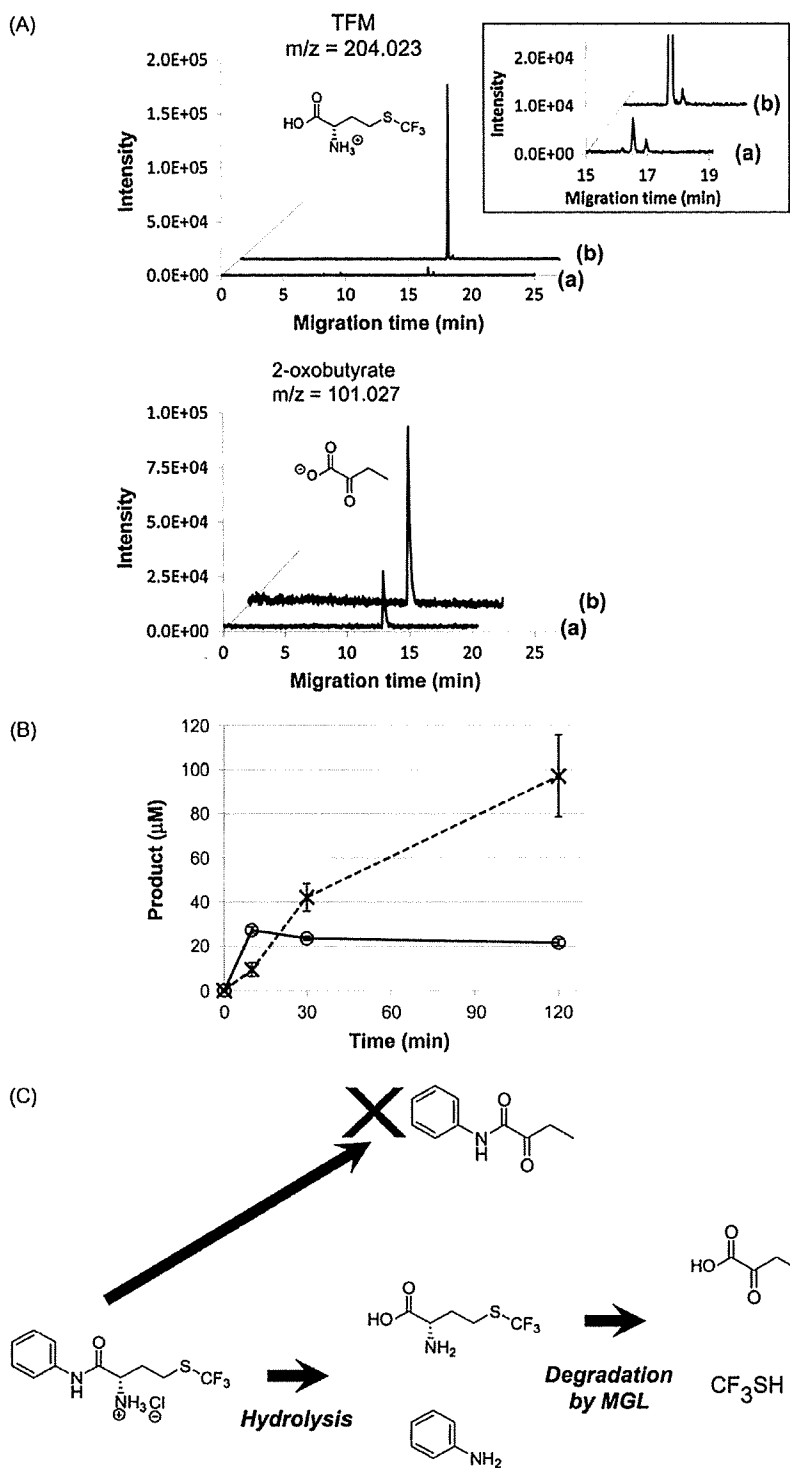 (A)
TFM
m/z = 204.023
2.0E+05
1.5E+05
1.0E+05
5.0E+04
0.0E+00
Intensity
O
HO
S
CF3
NH3
⊕
(b)
(a)
0 5 10 15 20 25
Migration time (min)
2.0E+04
1.0E+04
0.0E+00
Intensity
(b)
(a)
15 17 19
Migration time (min)
2-oxobutyrate
m/z = 101.027
1.0E+05
7.5E+04
5.0E+04
2.5E+04
0.0E+00
Intensity
O
⊖
O
O
(b)
(a)
0 5 10 15 20 25
Migration time (min)
(B)
120
100
80
60
40
20
0
Product (µM)
0 30 60 90 120
Time (min)
(C)
O
N
H
O
O
HO
O
O
HO
S
CF3
NH2
O
N
H
S
CF3
NH3Cl
⊕ ⊖
Hydrolysis
Degradation
by MGL
CF3SH
NH2